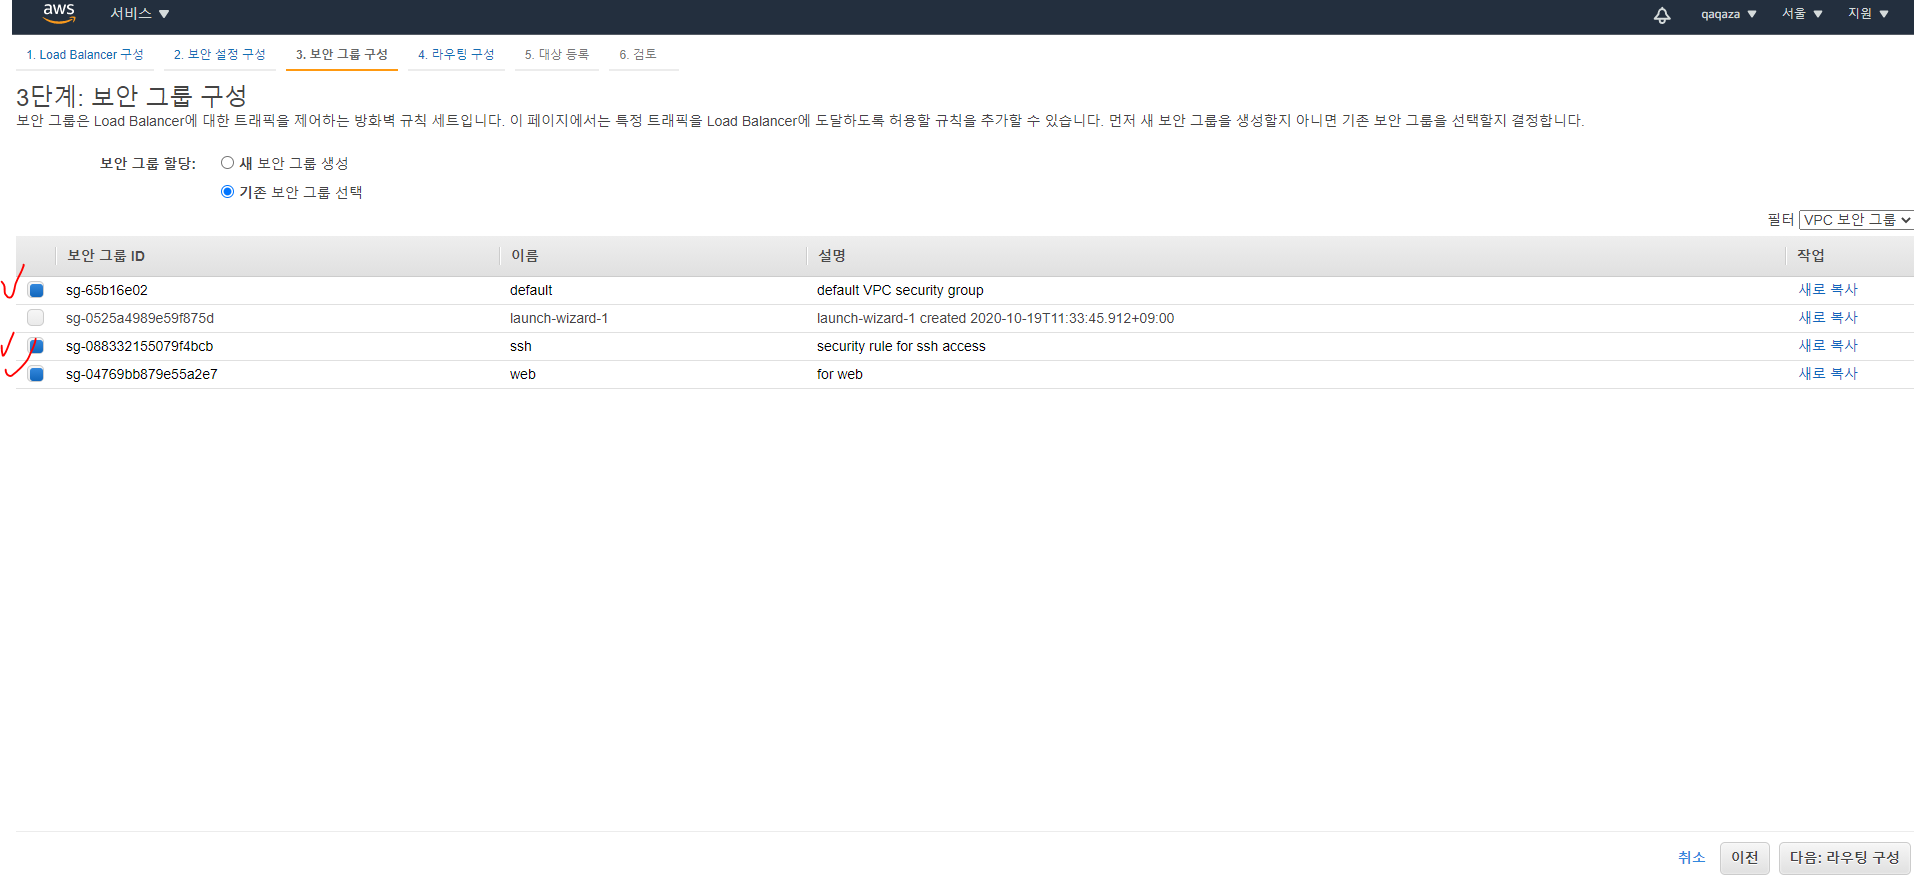 aws 서비스 qaqaza 서울 지원
1. Load Balancer 구성 2. 보안 설정 구성 3. 보안 그룹 구성 4. 라우팅 구성 5. 대상 등록 6. 검토
3단계: 보안 그룹 구성
보안 그룹은 Load Balancer에 대한 트래픽을 제어하는 방화벽 규칙 세트입니다. 이 페이지에서는 특정 트래픽을 Load Balancer에 도달하도록 허용할 규칙을 추가할 수 있습니다. 먼저 새 보안 그룹을 생성할지 아니면 기존 보안 그룹을 선택할지 결정합니다.
보안 그룹 할당: 새 보안 그룹 생성
기존 보안 그룹 선택
필터 VPC 보안 그룹
보안 그룹 ID 이름 설명 작업
sg-65b16e02 default default VPC security group 새로 복사
sg-0525a4989e59f875d launch-wizard-1 launch-wizard-1 created 2020-10-19T11:33:45.912+09:00 새로 복사
sg-088332155079f4bcb ssh security rule for ssh access 새로 복사
sg-04769bb879e55a2e7 web for web 새로 복사
취소 이전 다음: 라우팅 구성